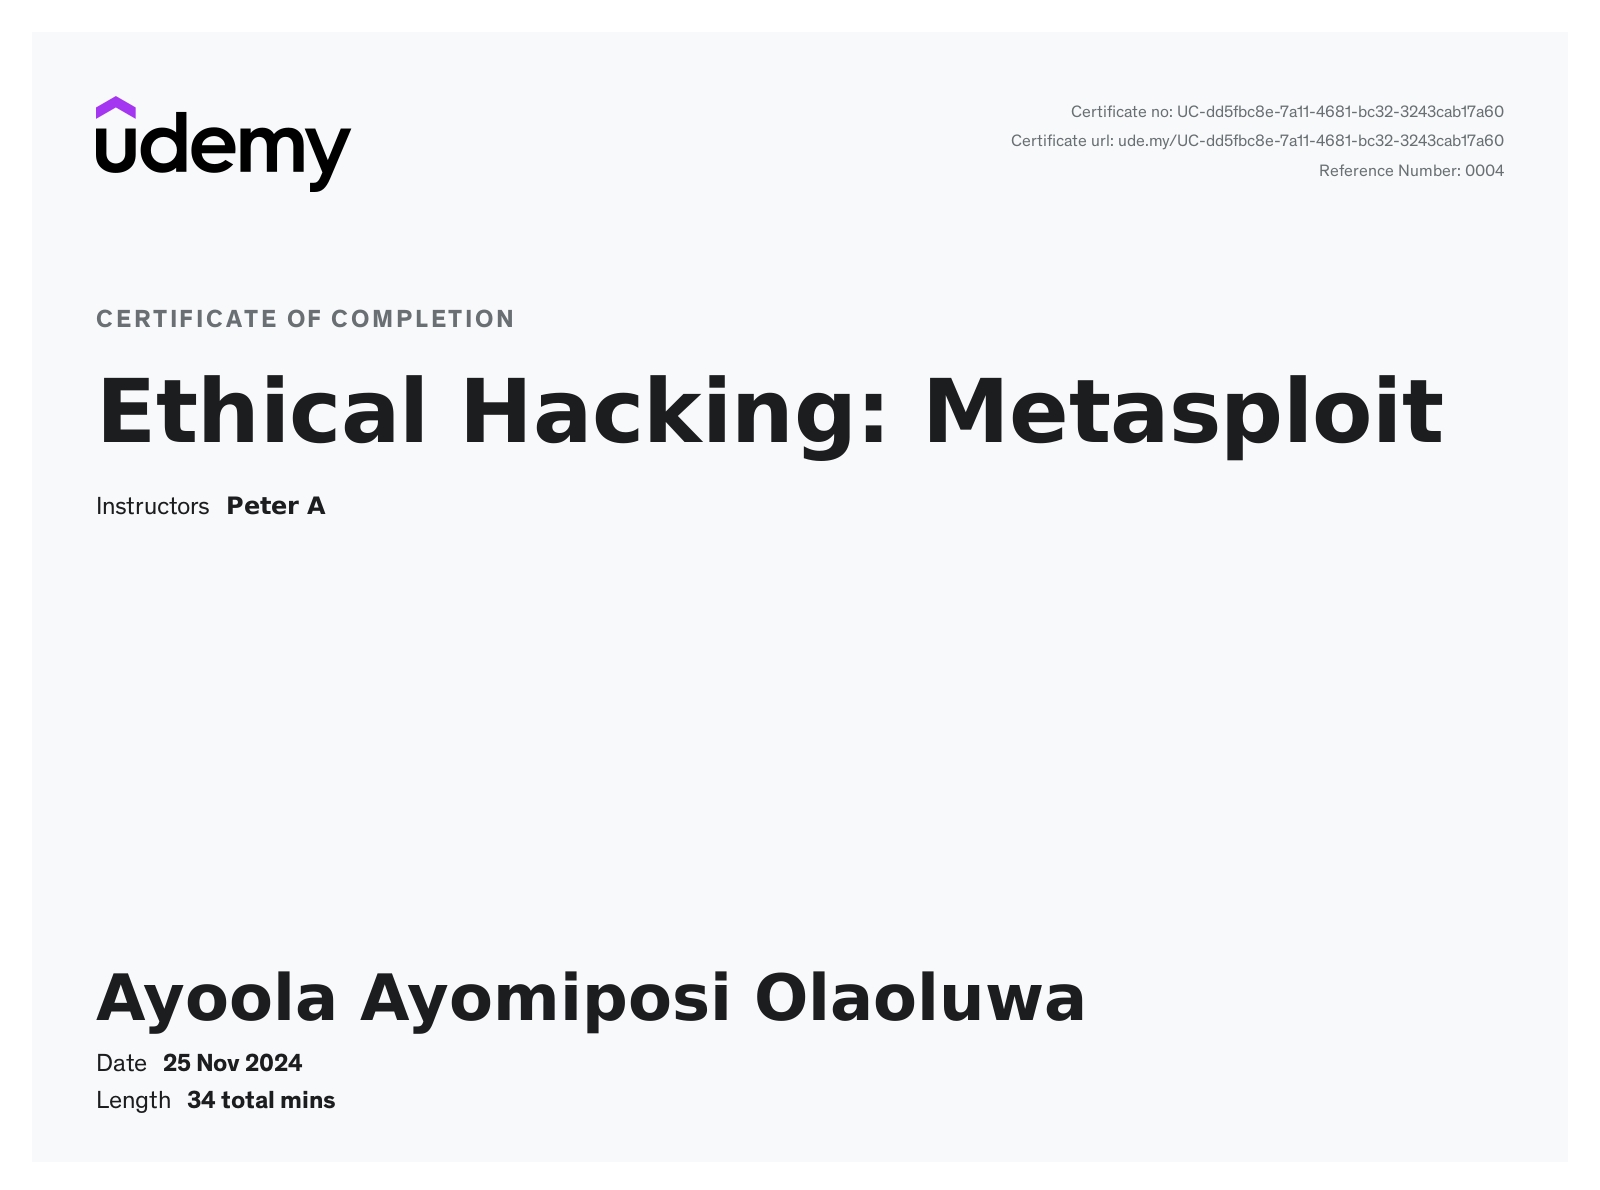 udemy
Certificate no: UC-dd5fbc8e-7a11-4681-bc32-3243cab17a60
Certificate url: ude.my/UC-dd5fbc8e-7a11-4681-bc32-3243cab17a60
Reference Number: 0004
CERTIFICATE OF COMPLETION
Ethical Hacking: Metasploit
Instructors Peter A
Ayoola Ayomiposi Olaoluwa
Date 25 Nov 2024
Length 34 total mins